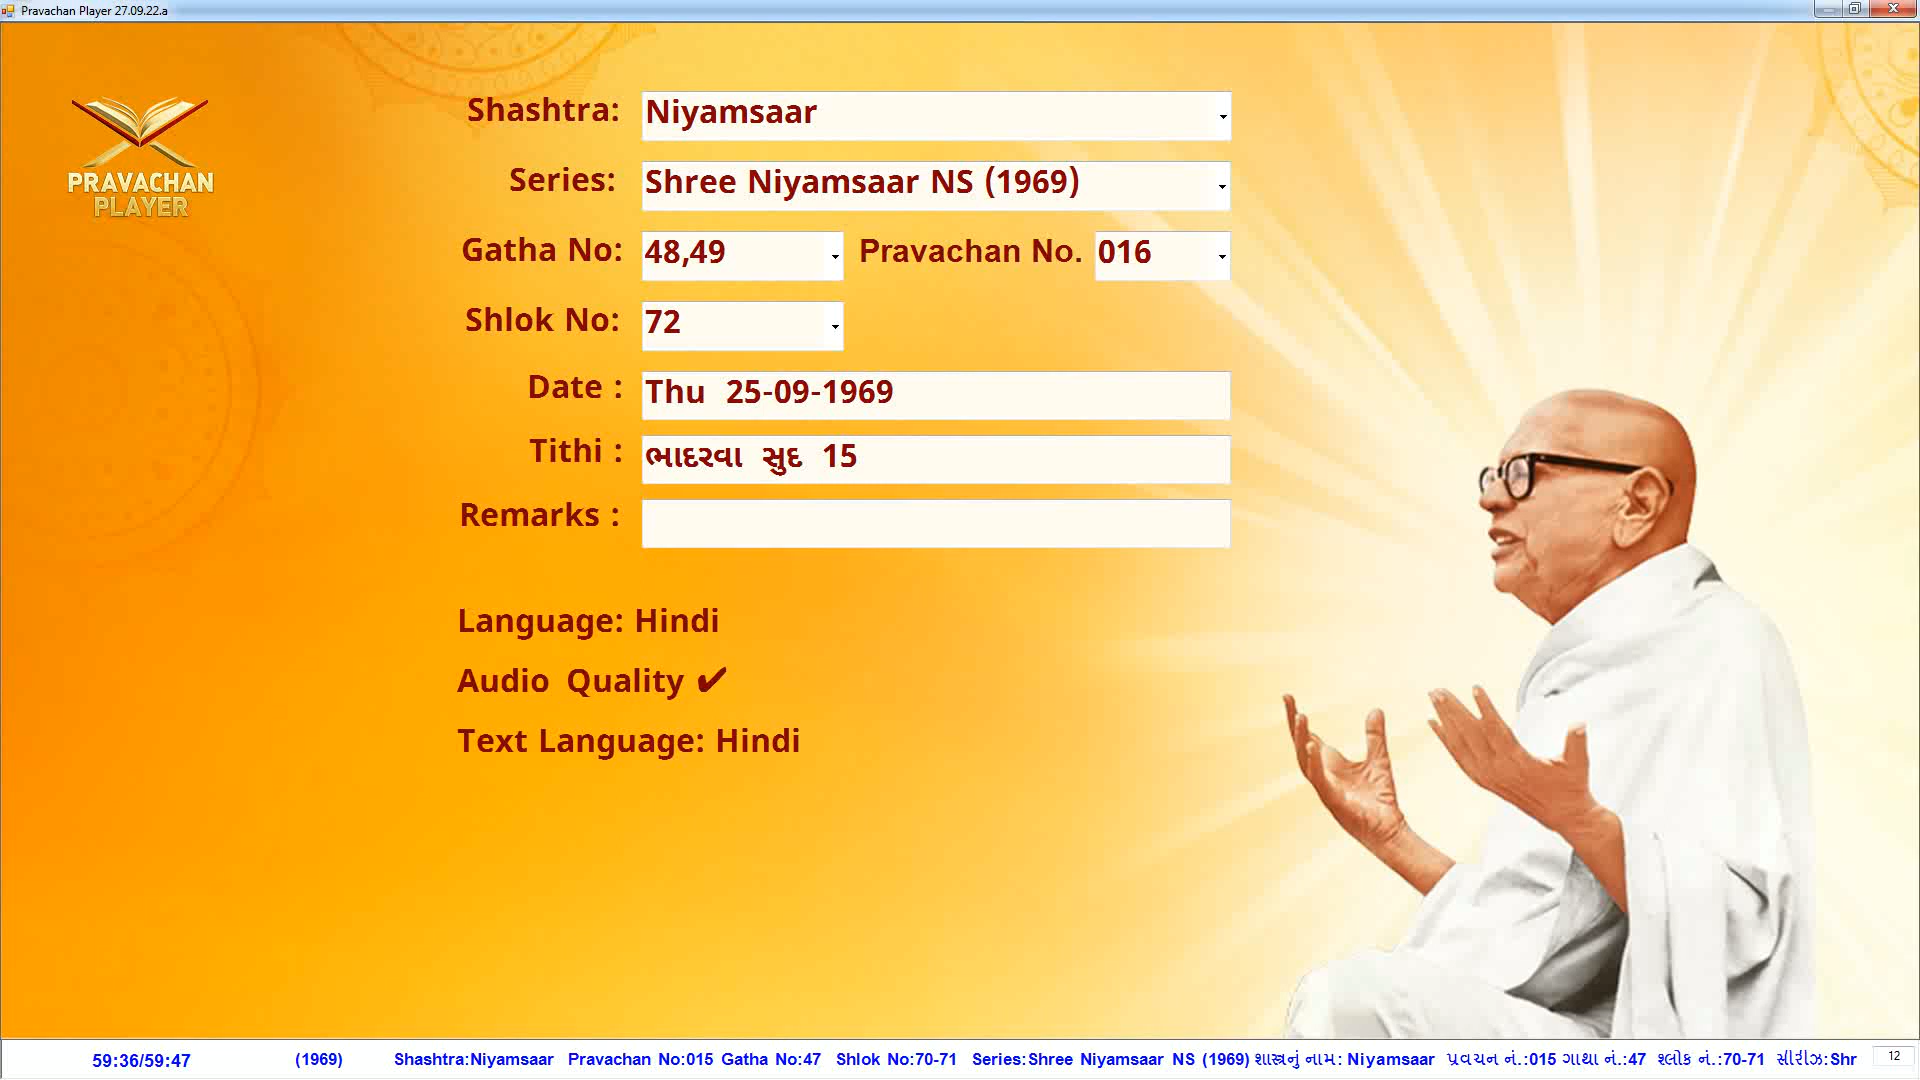 Pravachan Player 27.09.22.a
PRAVACHAN
PLAYER
Shashtra: Niyamsaar
Series: Shree Niyamsaar NS (1969)
Gatha No: 48,49 Pravachan No. 016
Shlok No: 72
Date : Thu 25-09-1969
Tithi : ભાદરવા સુદ 15
Remarks :
Language: Hindi
Audio Quality ✔
Text Language: Hindi
59:36/59:47 (1969) Shashtra:Niyamsaar Pravachan No:015 Gatha No:47 Shlok No:70-71 Series:Shree Niyamsaar NS (1969) શાસ્ત્રનું નામ: Niyamsaar પ્રવચન નં.:015 ગાથા નં.:47 શ્લોક નં.:70-71 સીરીઝ:Shr 12